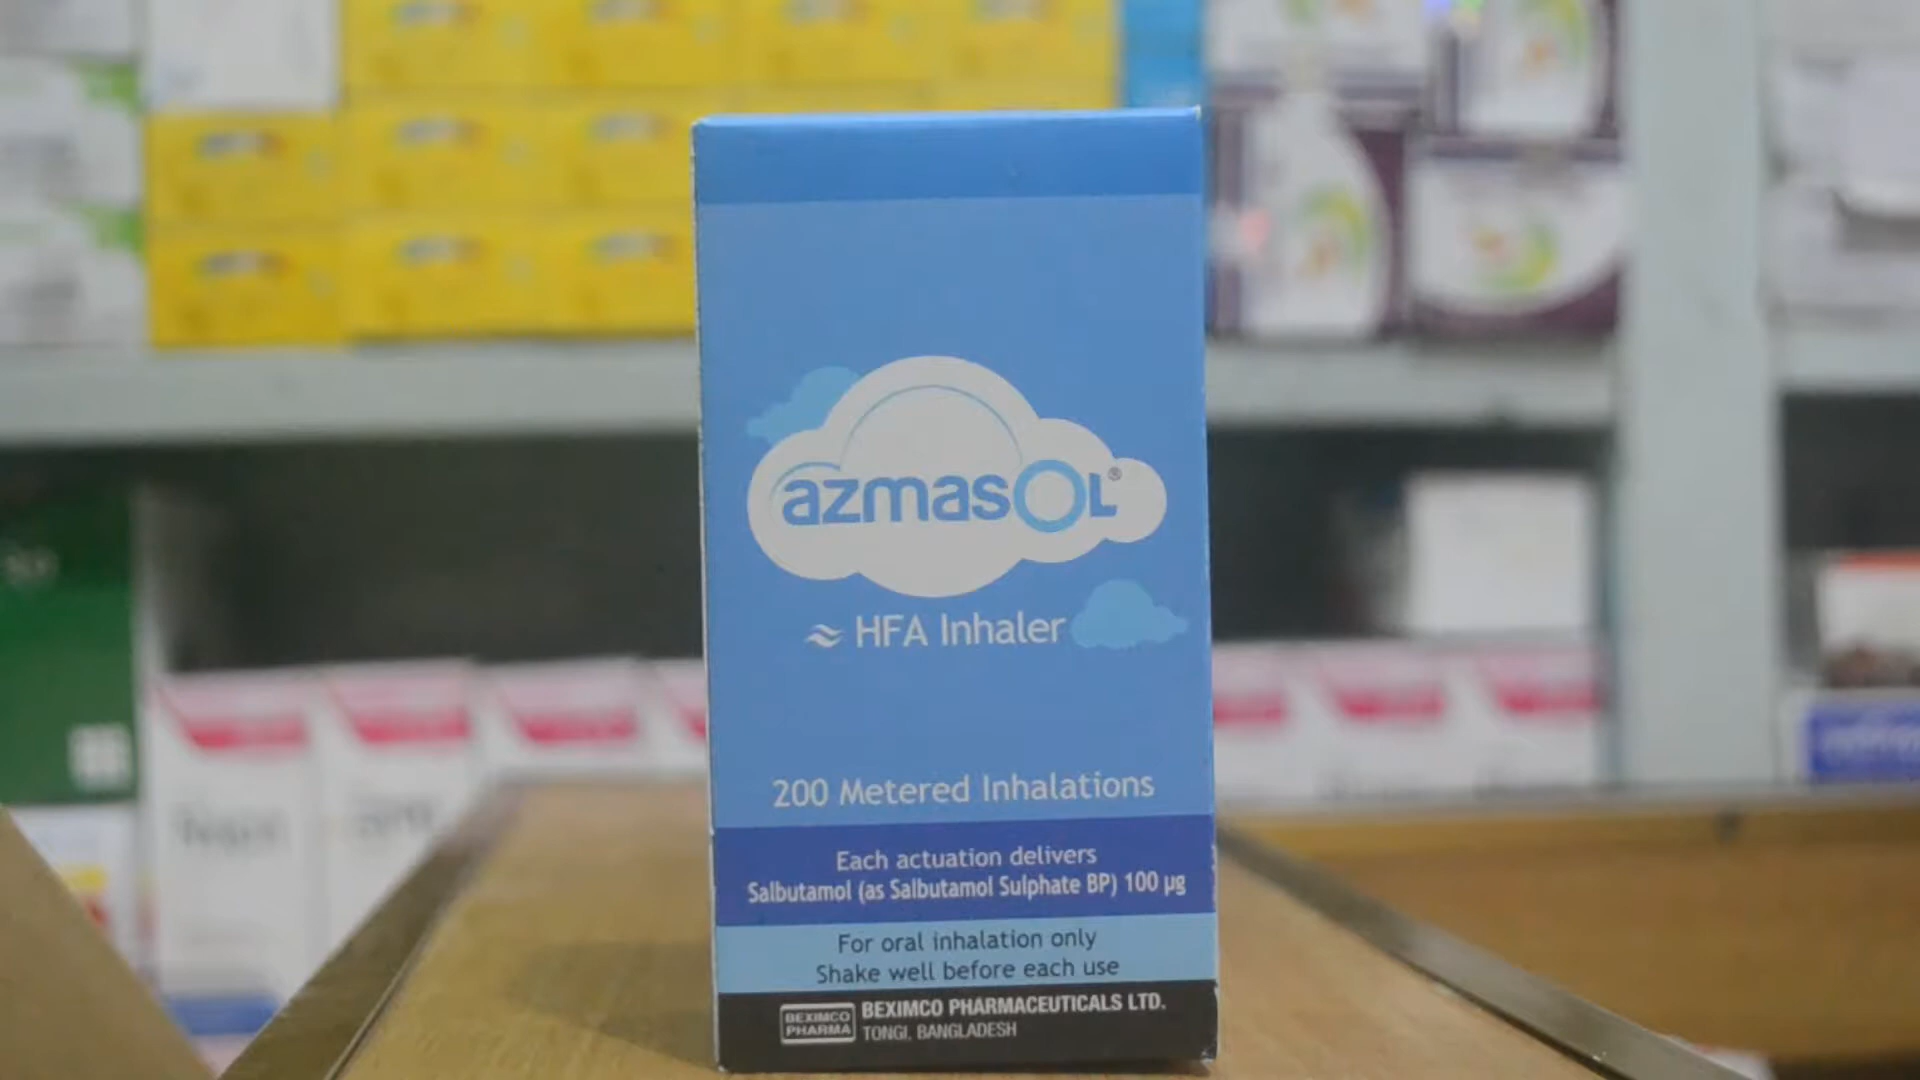 azmasOL®
HFA Inhaler
200 Metered Inhalations
Each actuation delivers
Salbutamol (as Salbutamol Sulphate BP) 100 µg
For oral inhalation only
Shake well before each use
BEXIMCO
PHARMA
BEXIMCO PHARMACEUTICALS LTD.
TONGI, BANGLADESH